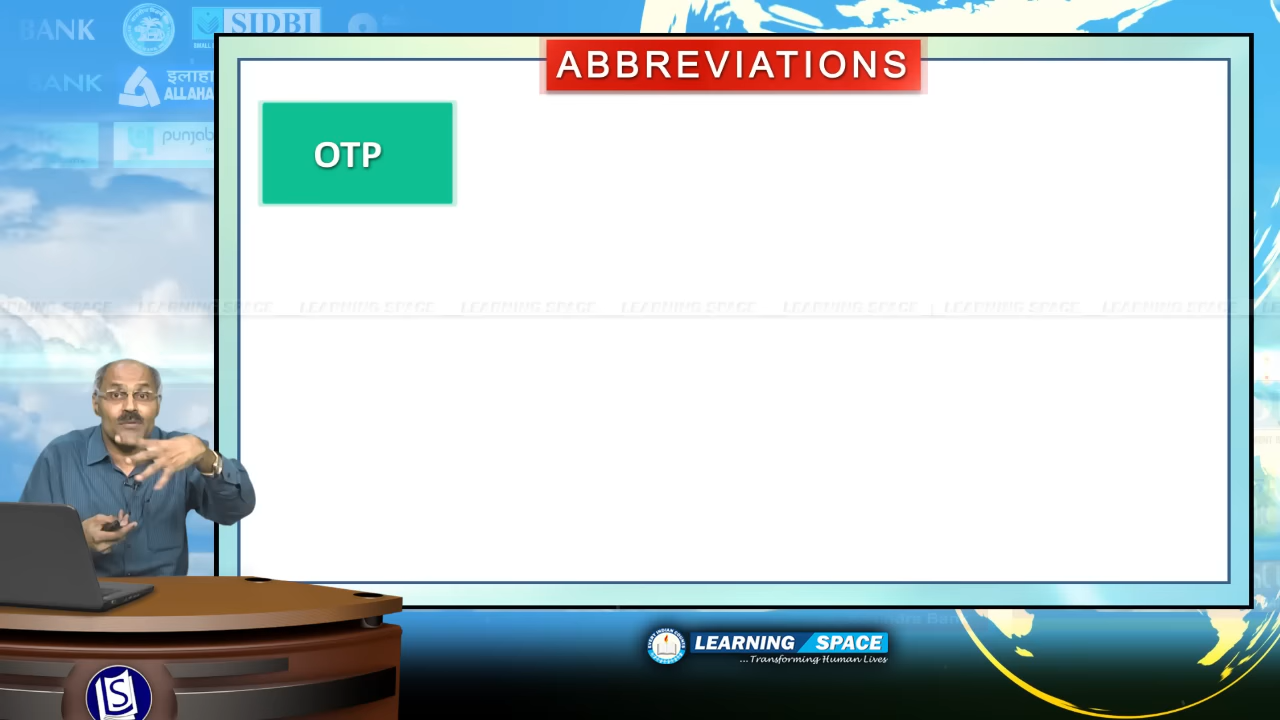 BANK
SIDBI
BANK
इलाहा
ALLAHA
punjab
ABBREVIATIONS
OTP
LEARNING SPACE LEARNING SPACE LEARNING SPACE LEARNING SPACE LEARNING SPACE LEARNING SPACE LEARNING SPACE
LEARNING SPACE
...Transforming Human Lives
LS